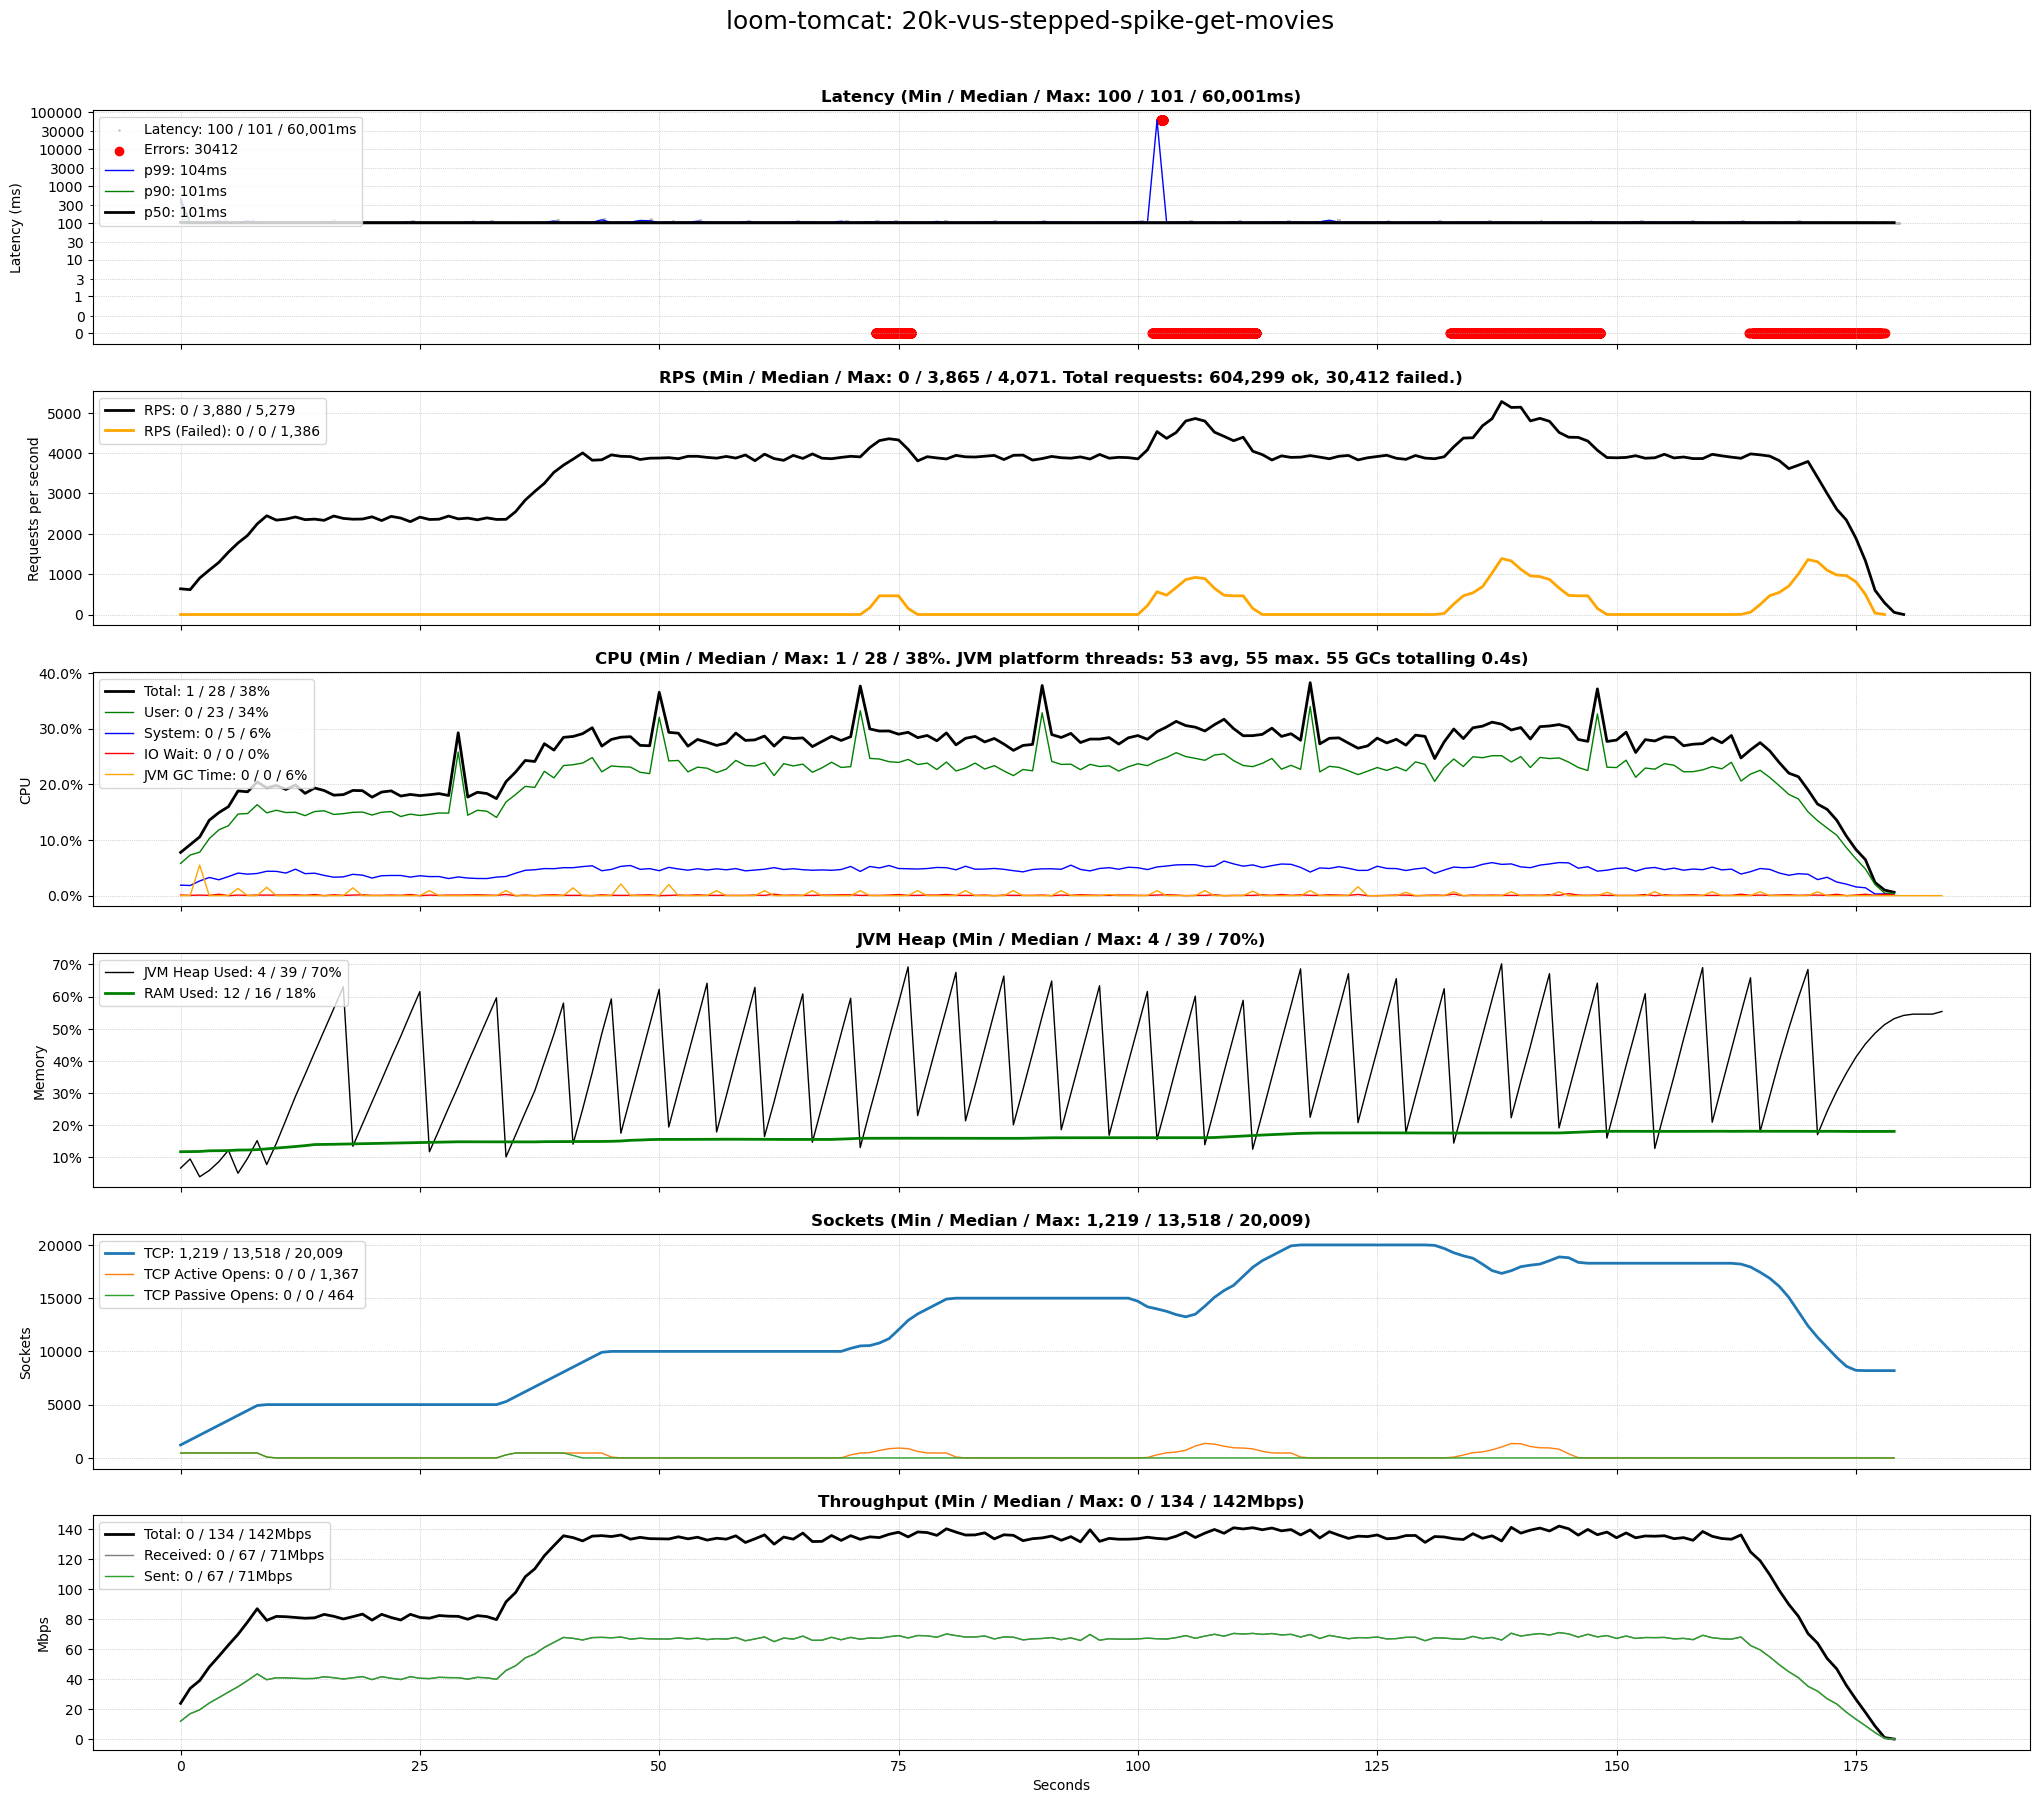 loom-tomcat: 20k-vus-stepped-spike-get-movies
Latency (Min / Median / Max: 100 / 101 / 60,001ms)
Latency (ms)
100000
30000
10000
3000
1000
300
100
30
10
3
1
0
0
Latency: 100 / 101 / 60,001ms
Errors: 30412
p99: 104ms
p90: 101ms
p50: 101ms
RPS (Min / Median / Max: 0 / 3,865 / 4,071. Total requests: 604,299 ok, 30,412 failed.)
Requests per second
5000
4000
3000
2000
1000
0
RPS: 0 / 3,880 / 5,279
RPS (Failed): 0 / 0 / 1,386
CPU (Min / Median / Max: 1 / 28 / 38%. JVM platform threads: 53 avg, 55 max. 55 GCs totalling 0.4s)
CPU
40.0%
30.0%
20.0%
10.0%
0.0%
Total: 1 / 28 / 38%
User: 0 / 23 / 34%
System: 0 / 5 / 6%
IO Wait: 0 / 0 / 0%
JVM GC Time: 0 / 0 / 6%
JVM Heap (Min / Median / Max: 4 / 39 / 70%)
Memory
70%
60%
50%
40%
30%
20%
10%
JVM Heap Used: 4 / 39 / 70%
RAM Used: 12 / 16 / 18%
Sockets (Min / Median / Max: 1,219 / 13,518 / 20,009)
Sockets
20000
15000
10000
5000
0
TCP: 1,219 / 13,518 / 20,009
TCP Active Opens: 0 / 0 / 1,367
TCP Passive Opens: 0 / 0 / 464
Throughput (Min / Median / Max: 0 / 134 / 142Mbps)
Mbps
140
120
100
80
60
40
20
0
Total: 0 / 134 / 142Mbps
Received: 0 / 67 / 71Mbps
Sent: 0 / 67 / 71Mbps
0 25 50 75 100 125 150 175
Seconds